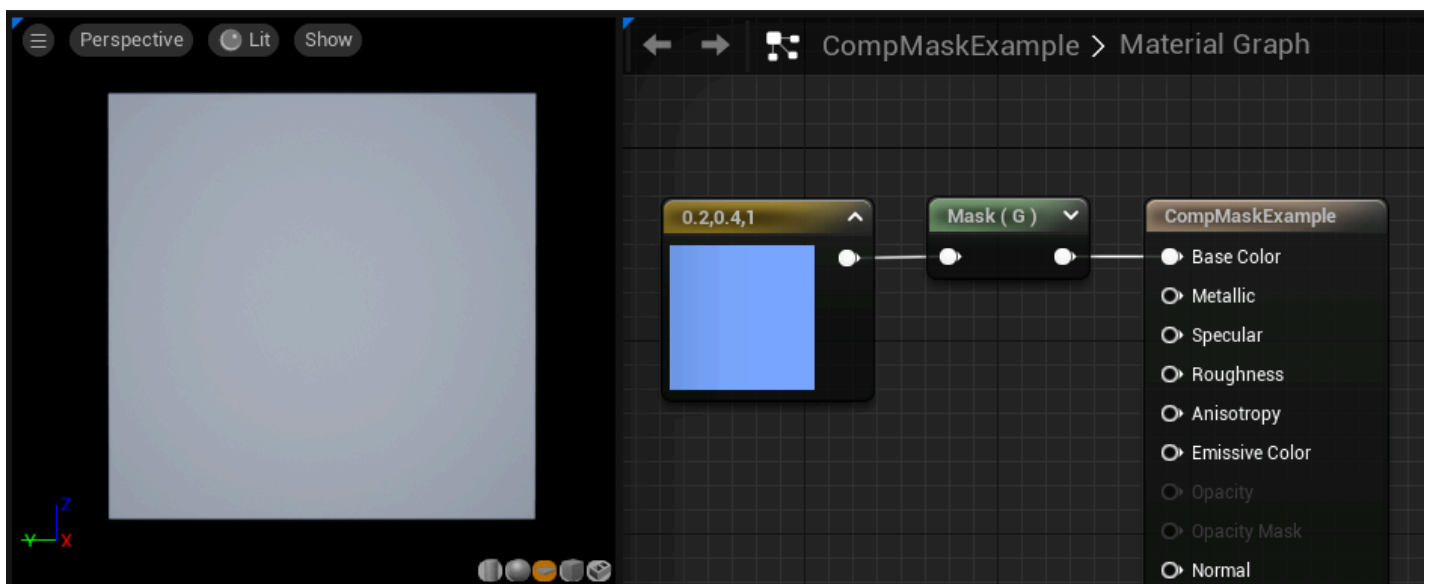 Perspective Lit Show
CompMaskExample > Material Graph
0.2,0.4,1
Mask ( G )
CompMaskExample
Base Color
Metallic
Specular
Roughness
Anisotropy
Emissive Color
Opacity
Opacity Mask
Normal
Z
Y X